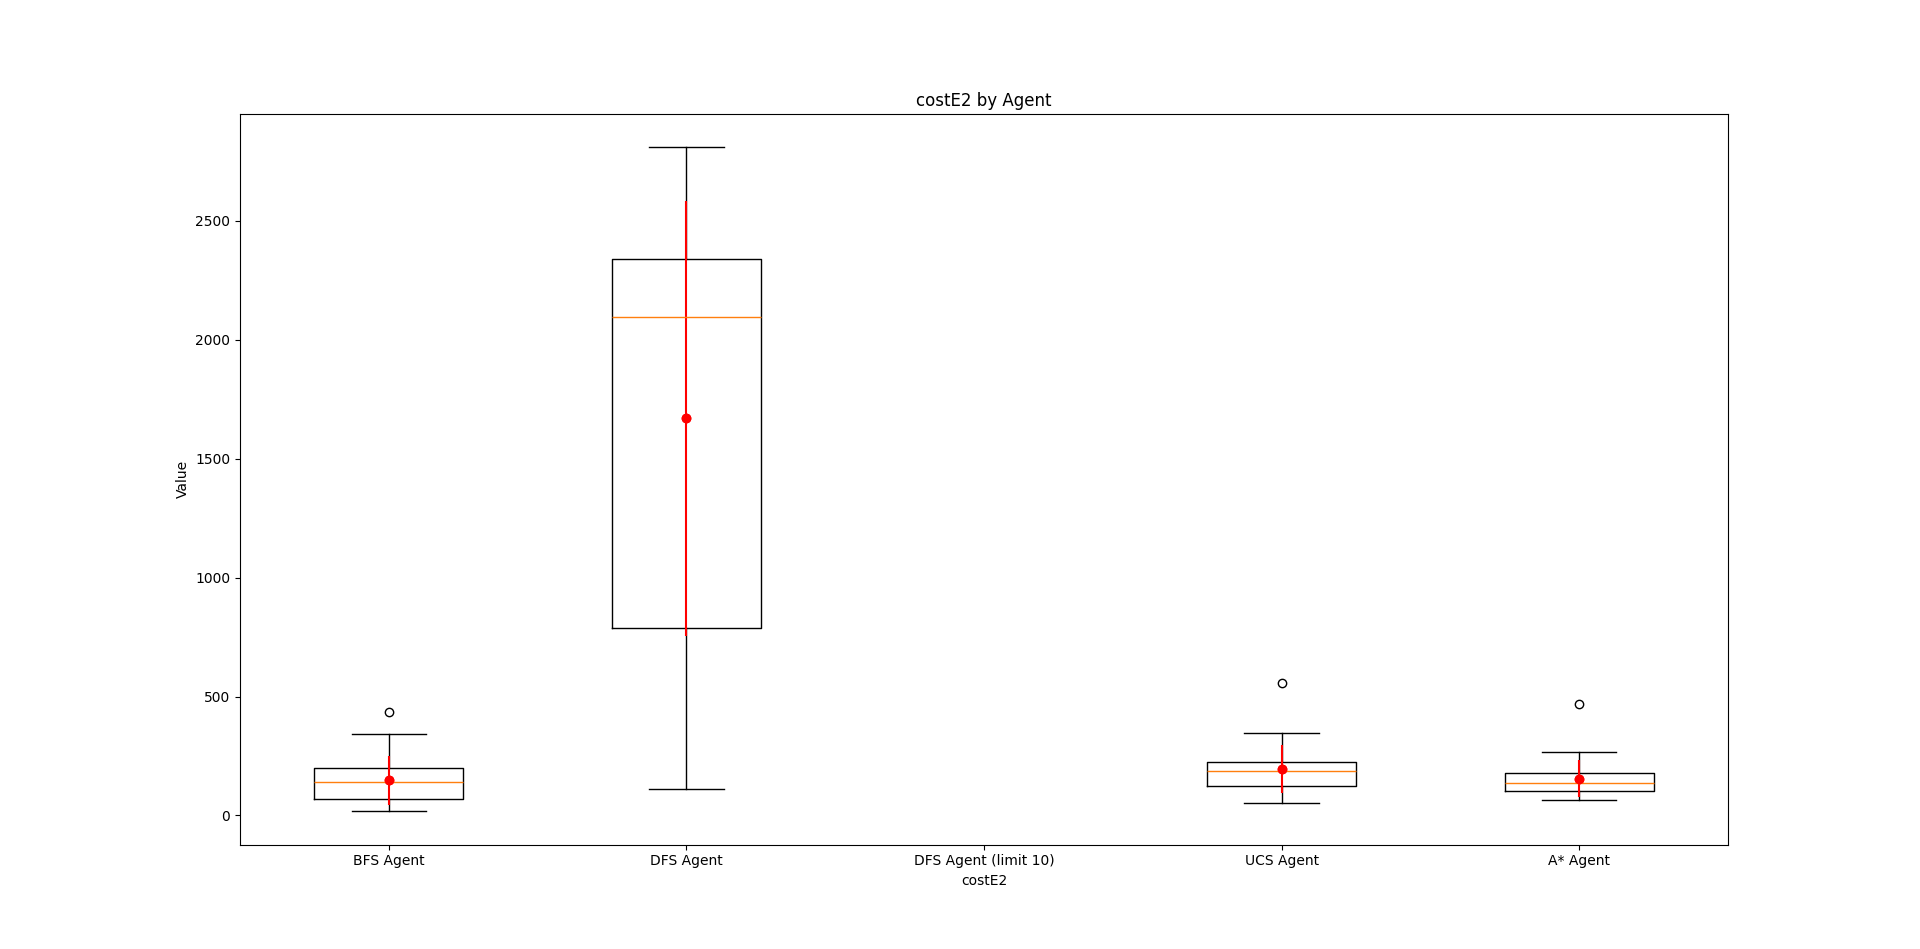 costE2 by Agent
Value
2500
2000
1500
1000
500
0
BFS Agent
DFS Agent
DFS Agent (limit 10)
UCS Agent
A* Agent
costE2